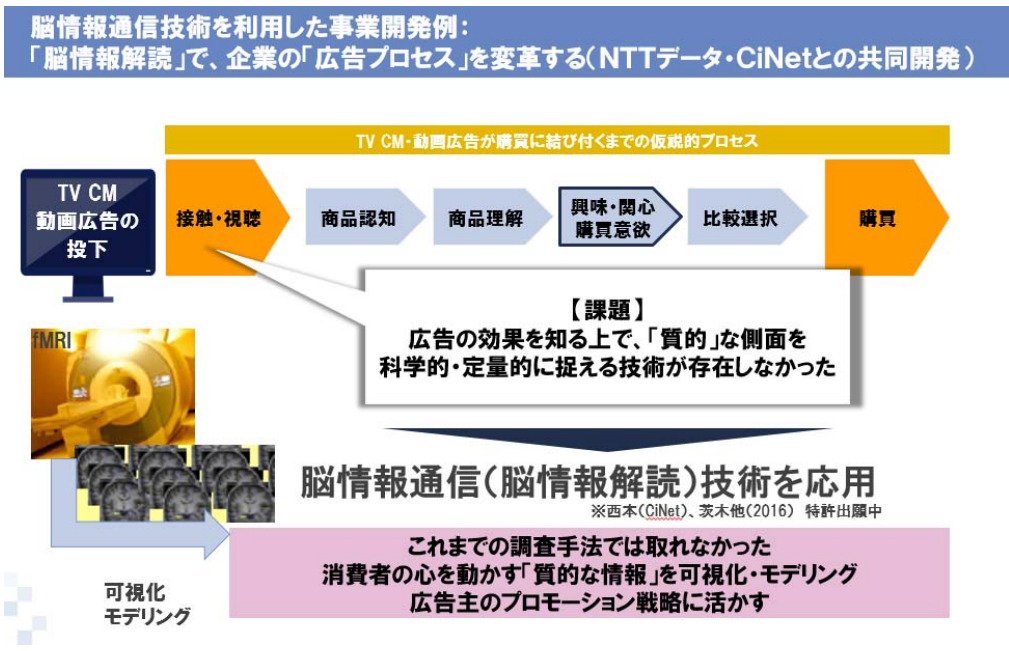 脳情報通信技術を利用した事業開発例：
「脳情報解読」で、企業の「広告プロセス」を変革する（NTTデータ・CiNetとの共同開発）
TV CM・動画広告が購買に結び付くまでの仮説的プロセス
TV CM
動画広告の
投下
接触・視聴
商品認知
商品理解
興味・関心
購買意欲
比較選択
購買
【課題】
広告の効果を知る上で、「質的」な側面を
科学的・定量的に捉える技術が存在しなかった
fMRI
脳情報通信（脳情報解読）技術を応用
※西本（CiNet）、茨木他（2016） 特許出願中
これまでの調査手法では取れなかった
消費者の心を動かす「質的な情報」を可視化・モデリング
広告主のプロモーション戦略に活かす
可視化
モデリング